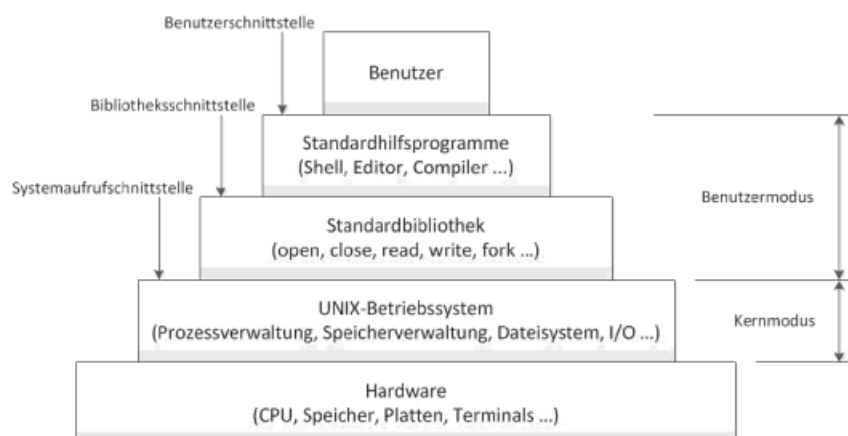 Benutzerschnittstelle
Benutzer
Bibliotheksschnittstelle
Standardhilfsprogramme
(Shell, Editor, Compiler ...)
Systemaufrufschnittstelle
Benutzermodus
Standardbibliothek
(open, close, read, write, fork ...)
UNIX-Betriebssystem
(Prozessverwaltung, Speicherverwaltung, Dateisystem, I/O ...)
Kernmodus
Hardware
(CPU, Speicher, Platten, Terminals ...)